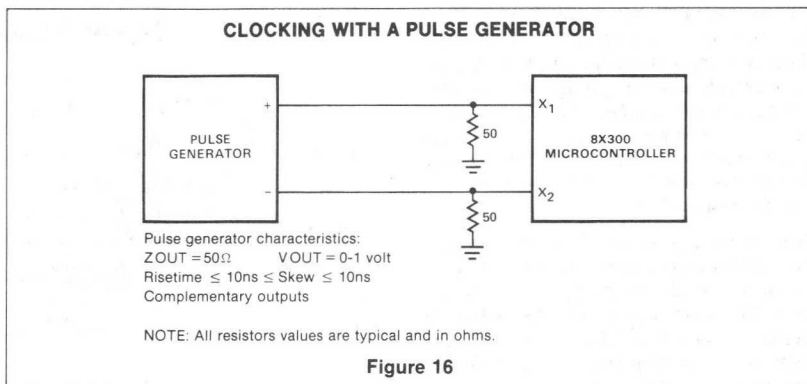 CLOCKING WITH A PULSE GENERATOR
PULSE GENERATOR
+
−
50
50
X1
X2
8X300 MICROCONTROLLER
Pulse generator characteristics:
ZOUT = 50Ω VOUT = 0-1 volt
Risetime ≤ 10ns ≤ Skew ≤ 10ns
Complementary outputs
NOTE: All resistors values are typical and in ohms.
Figure 16